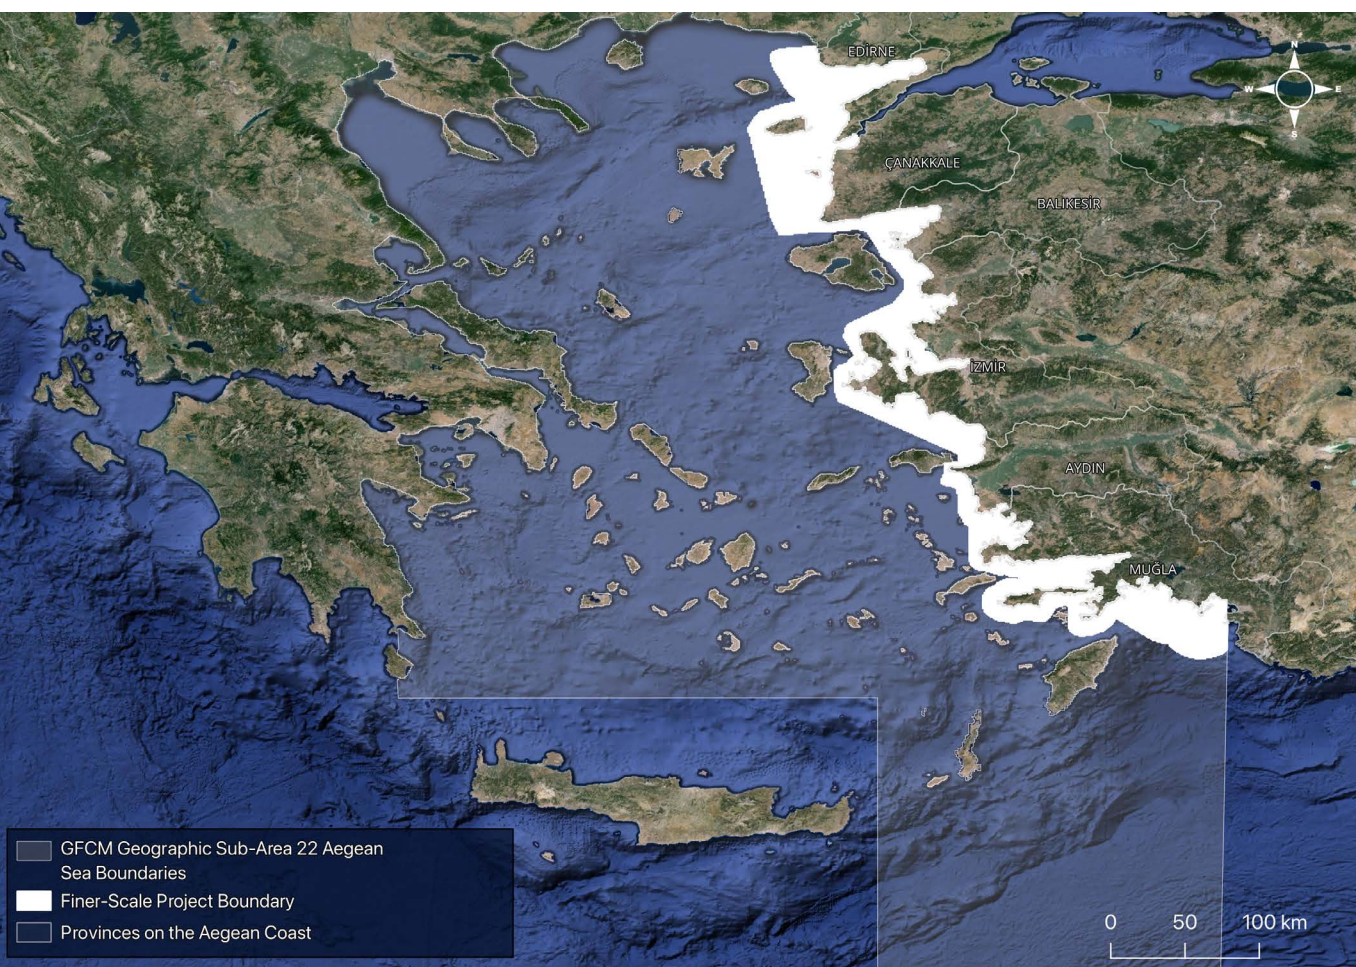 EDİRNE
N
W
E
S
ÇANAKKALE
BALIKESİR
İZMİR
AYDIN
MUĞLA
GFCM Geographic Sub-Area 22 Aegean
Sea Boundaries
Finer-Scale Project Boundary
Provinces on the Aegean Coast
0 50 100 km